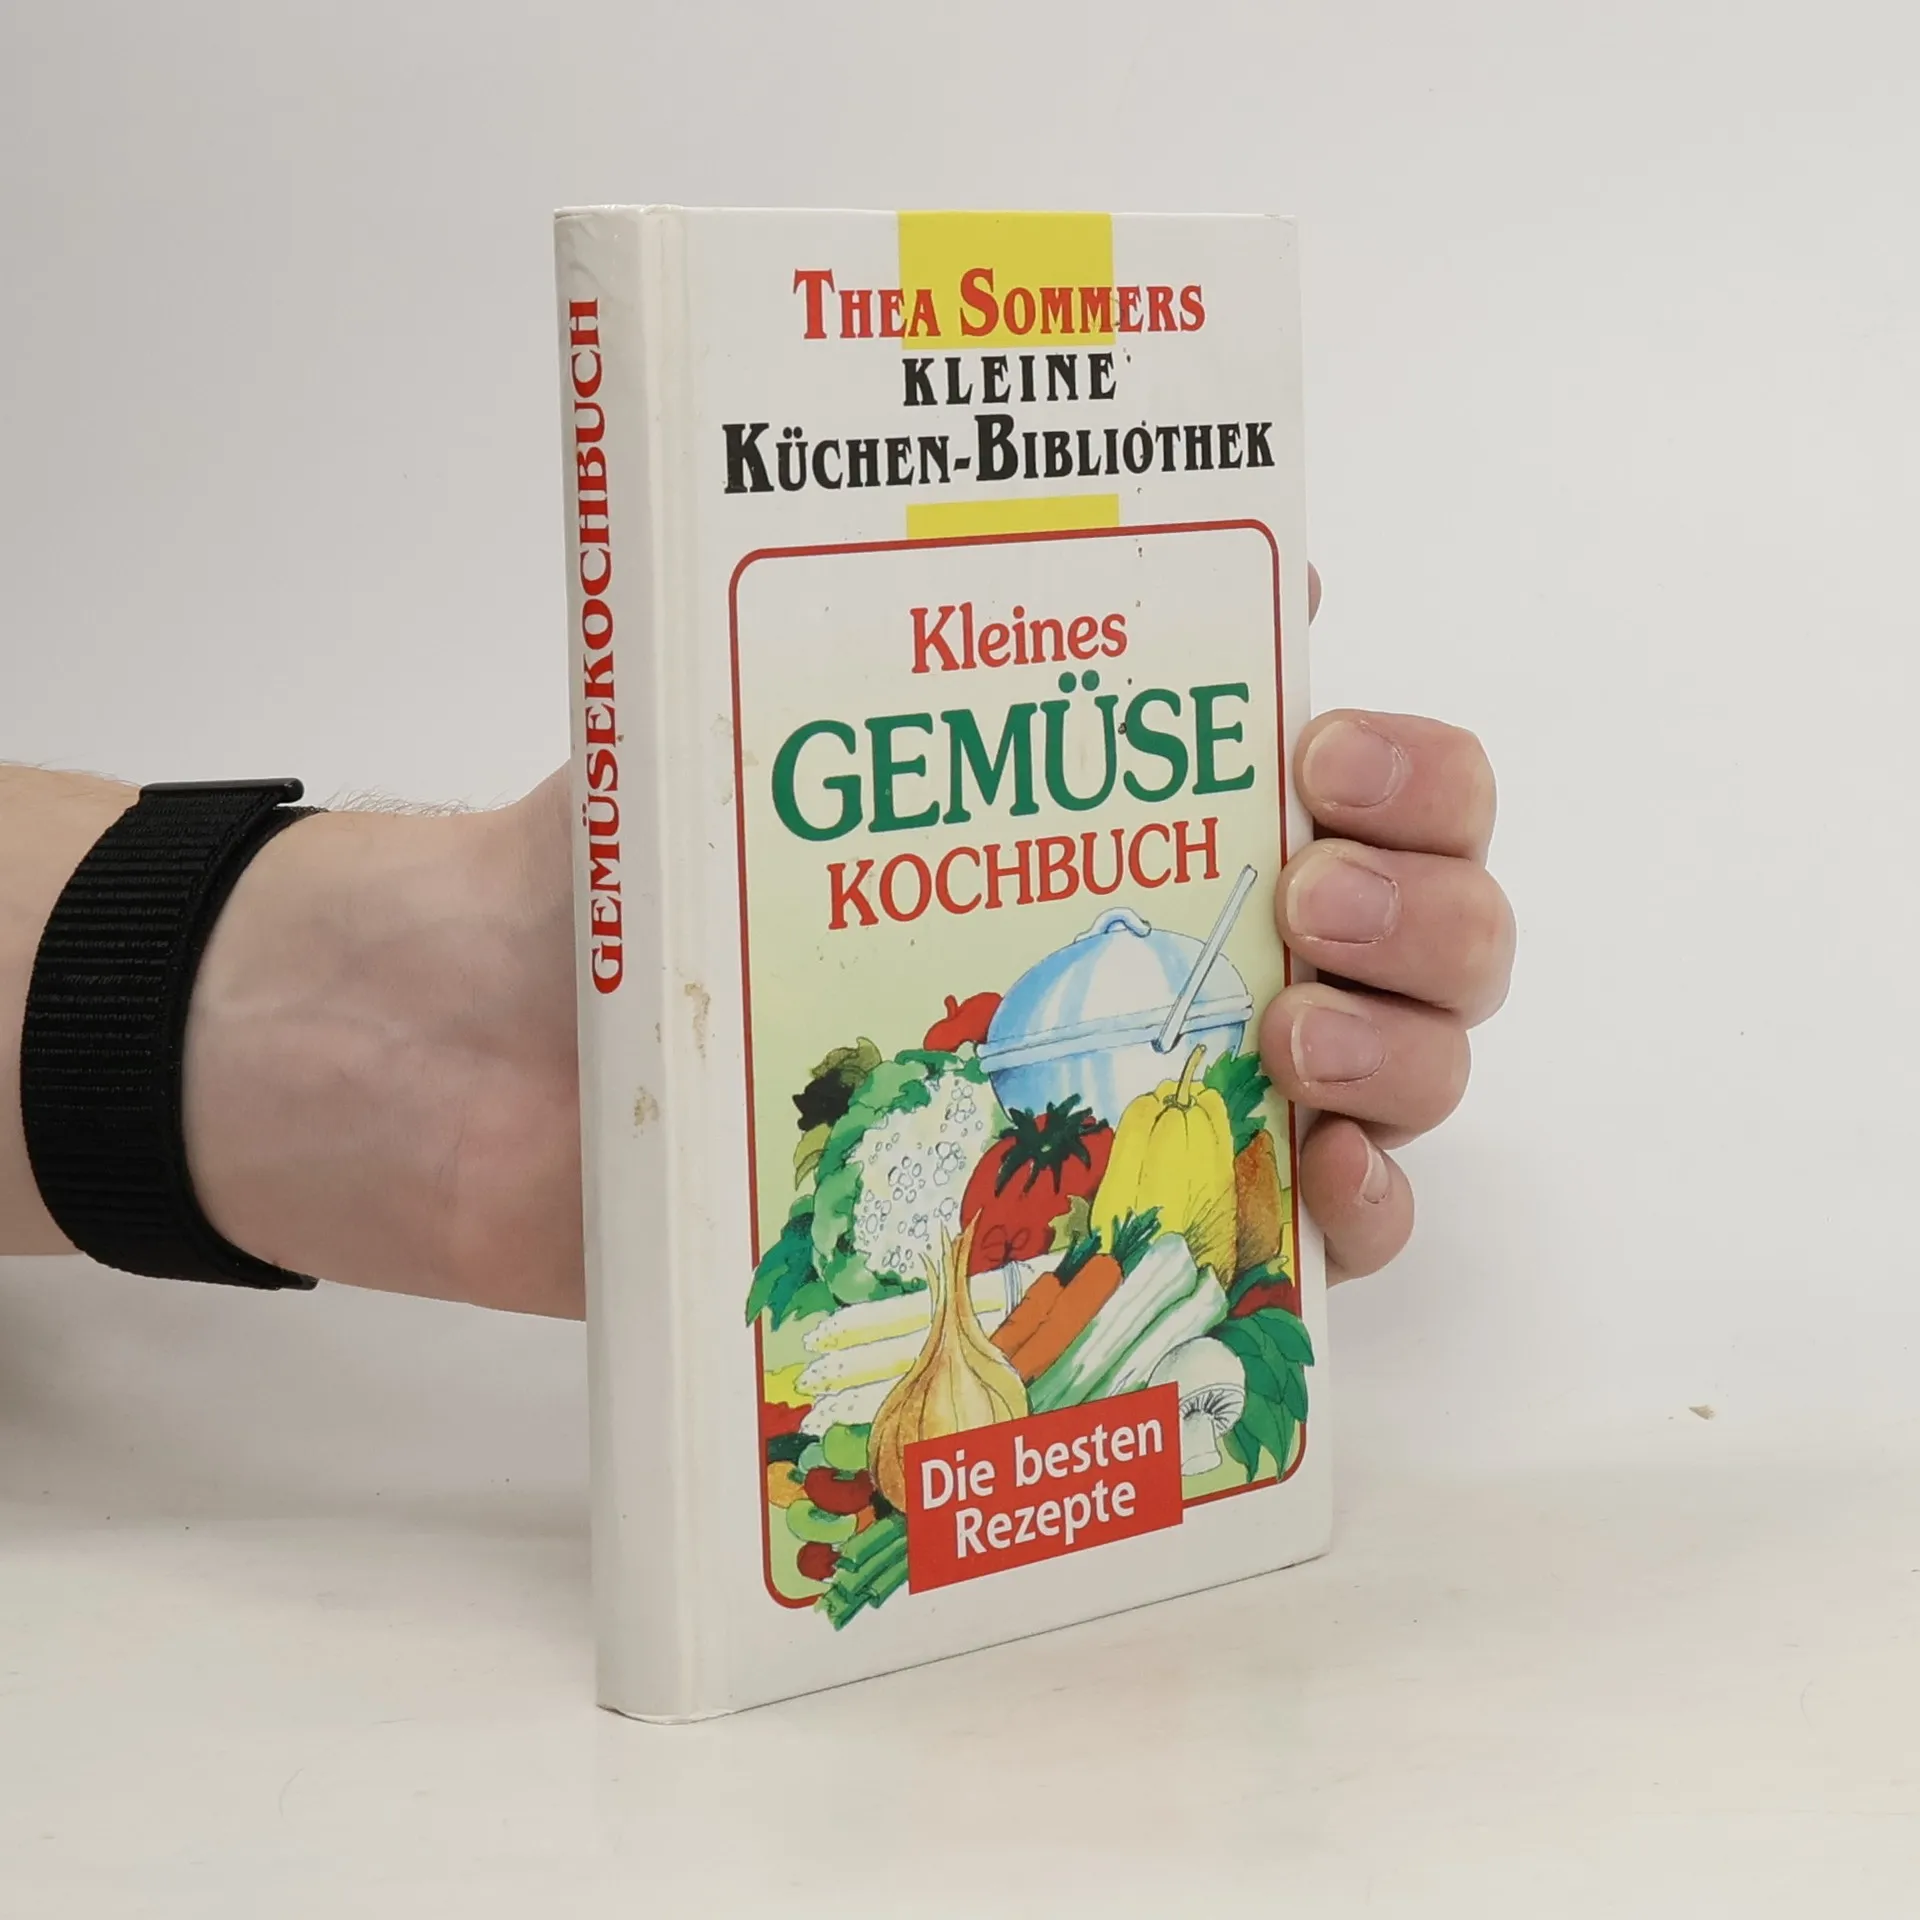 GEMÜSEKOCHBUCH
THEA SOMMERS
KLEINE
KÜCHEN-BIBLIOTHEK
Kleines
GEMÜSE
KOCHBUCH
Die besten
Rezepte